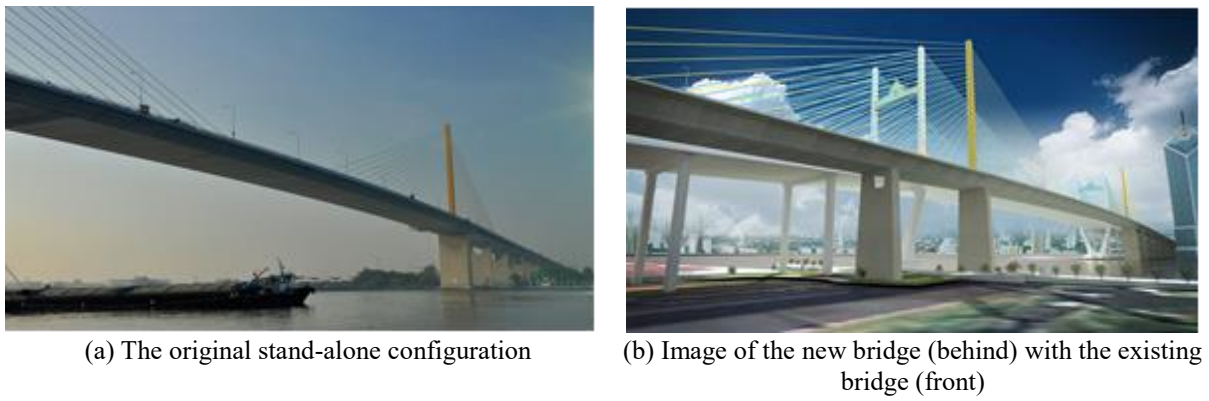 (a) The original stand-alone configuration
(b) Image of the new bridge (behind) with the existing
bridge (front)